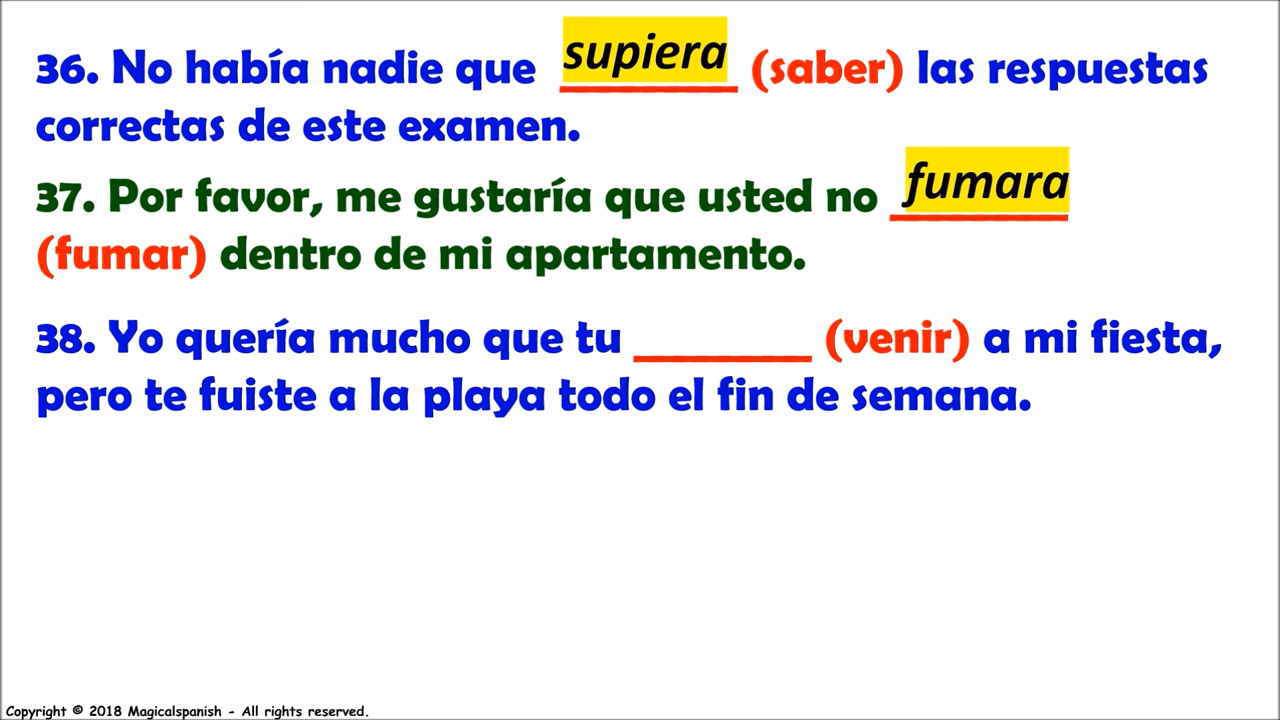 36. No había nadie que supiera (saber) las respuestas
correctas de este examen.
37. Por favor, me gustaría que usted no fumara
(fumar) dentro de mi apartamento.
38. Yo quería mucho que tu ________ (venir) a mi fiesta,
pero te fuiste a la playa todo el fin de semana.
Copyright © 2018 Magicalspanish - All rights reserved.